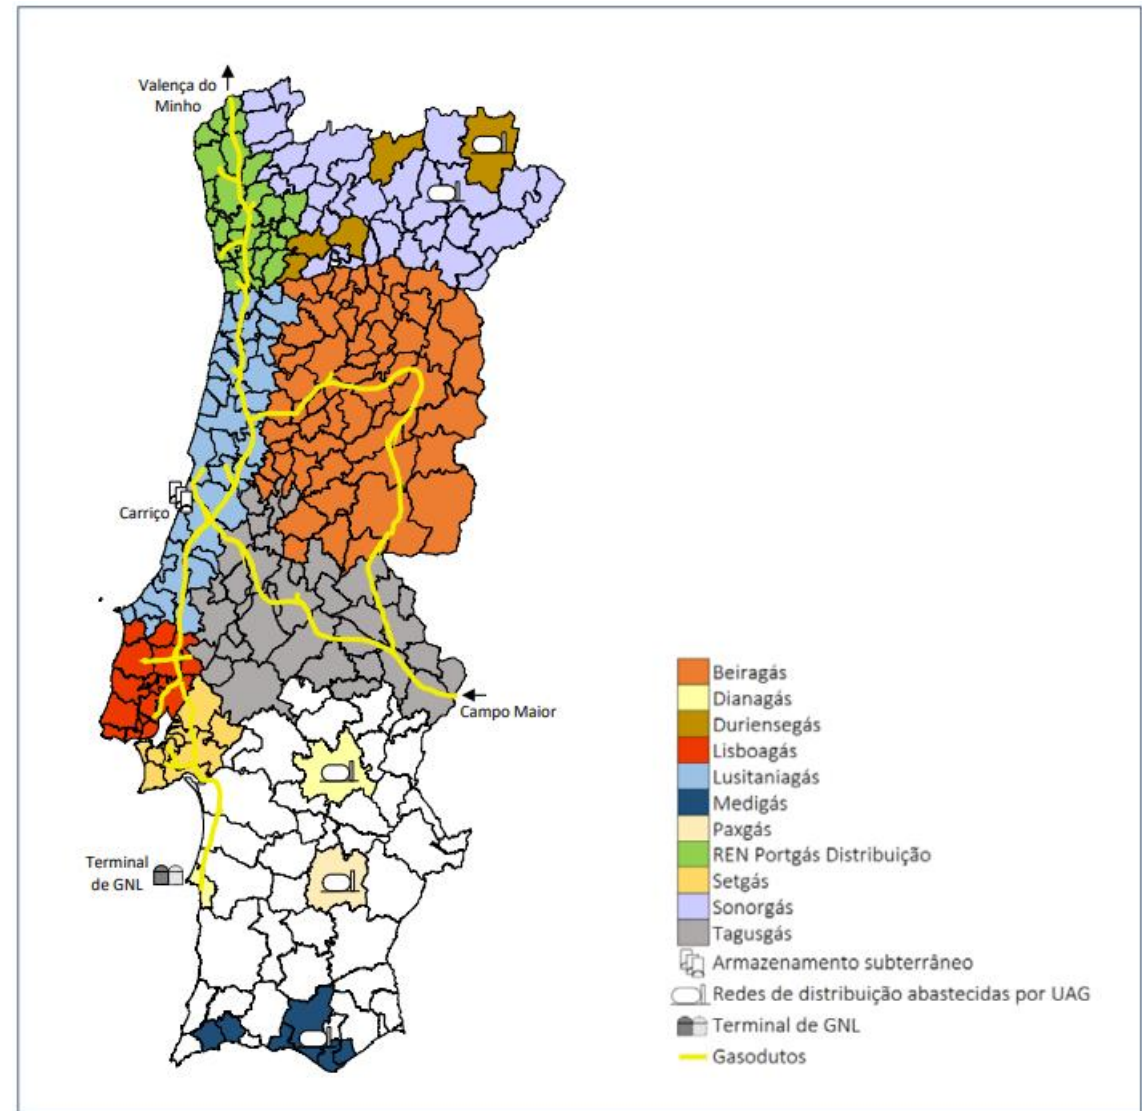 Valença do
Minho
Carriço
Campo Maior
Terminal
de GNL
Beiragás
Dianagás
Duriensegás
Lisboagás
Lusitaniagás
Medigás
Paxgás
REN Portgás Distribuição
Setgás
Sonorgás
Tagusgás
Armazenamento subterrâneo
Redes de distribuição abastecidas por UAG
Terminal de GNL
Gasodutos